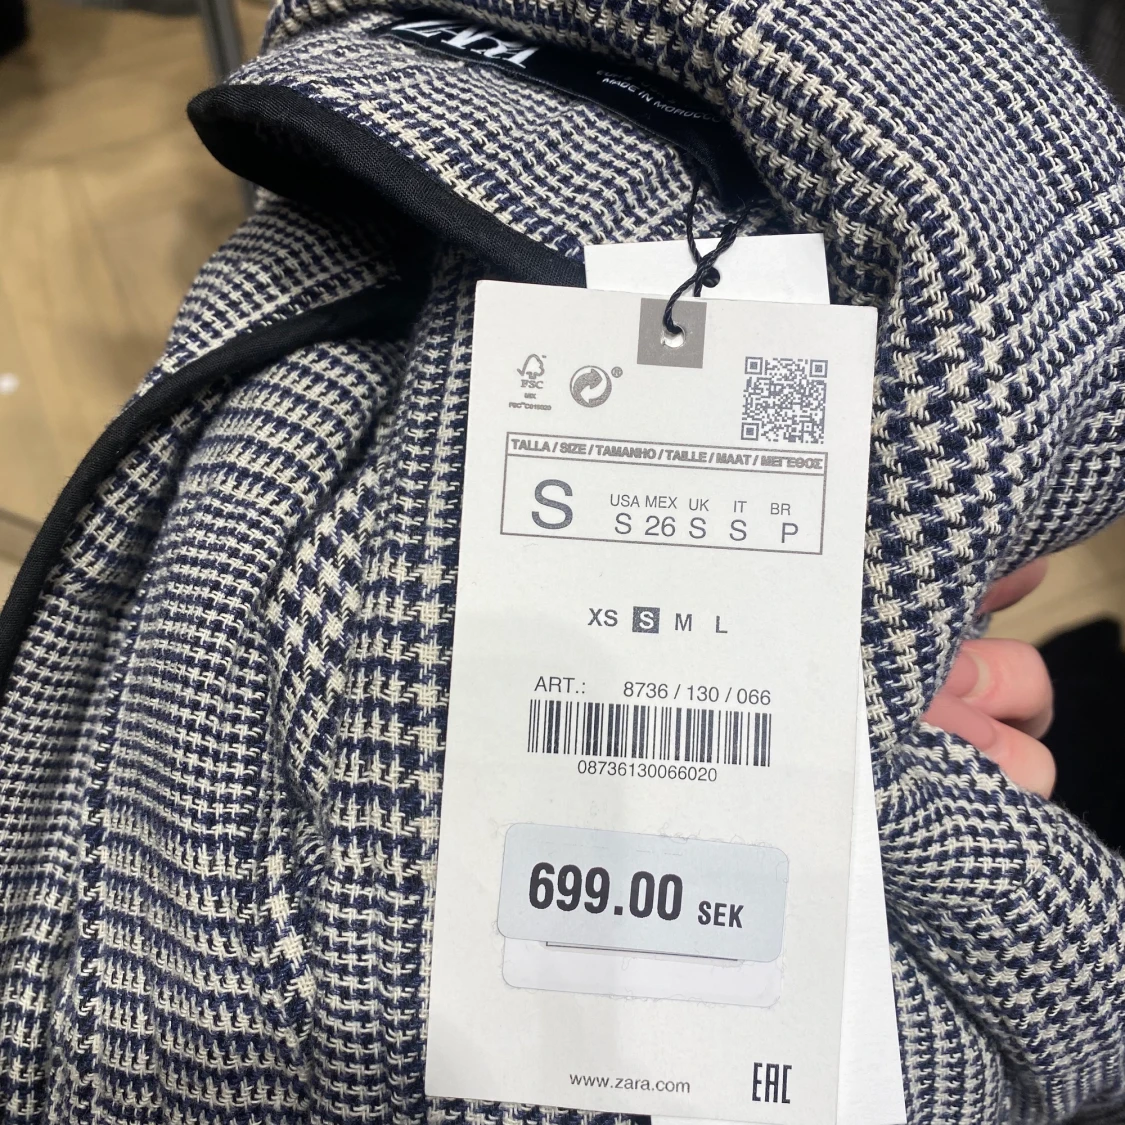 ZARA
MADE IN MOROCCO
FSC
MIX
®
TALLA / SIZE / TAMANHO / TAILLE / MAAT / ΜΕΓΕΘΟΣ
S
USA MEX UK IT BR
S 26 S S P
XS S M L
ART.: 8736 / 130 / 066
08736130066020
699.00 SEK
www.zara.com
EAC